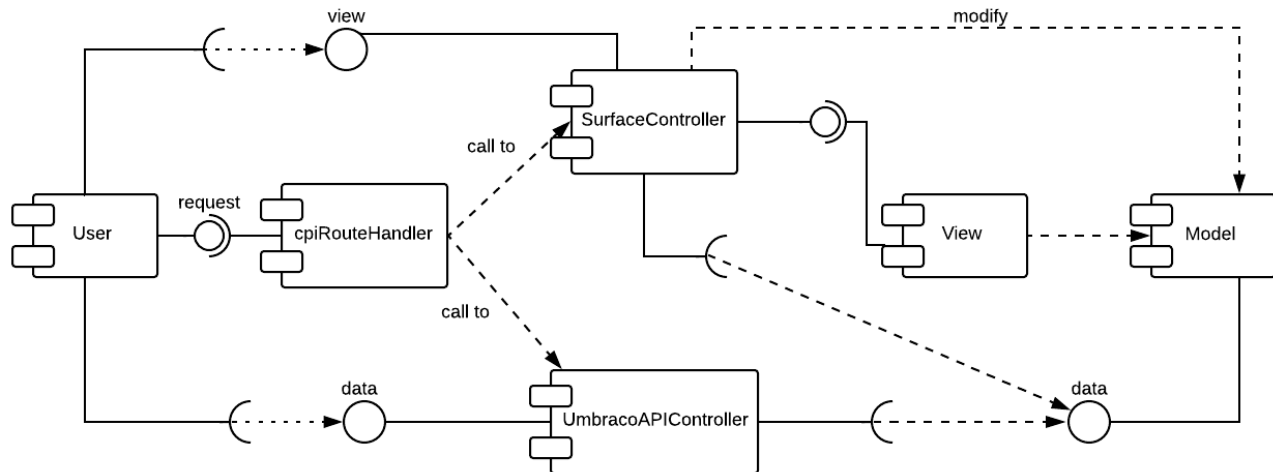 view
modify
SurfaceController
call to
request
User
cpiRouteHandler
View
Model
call to
data
data
UmbracoAPIController